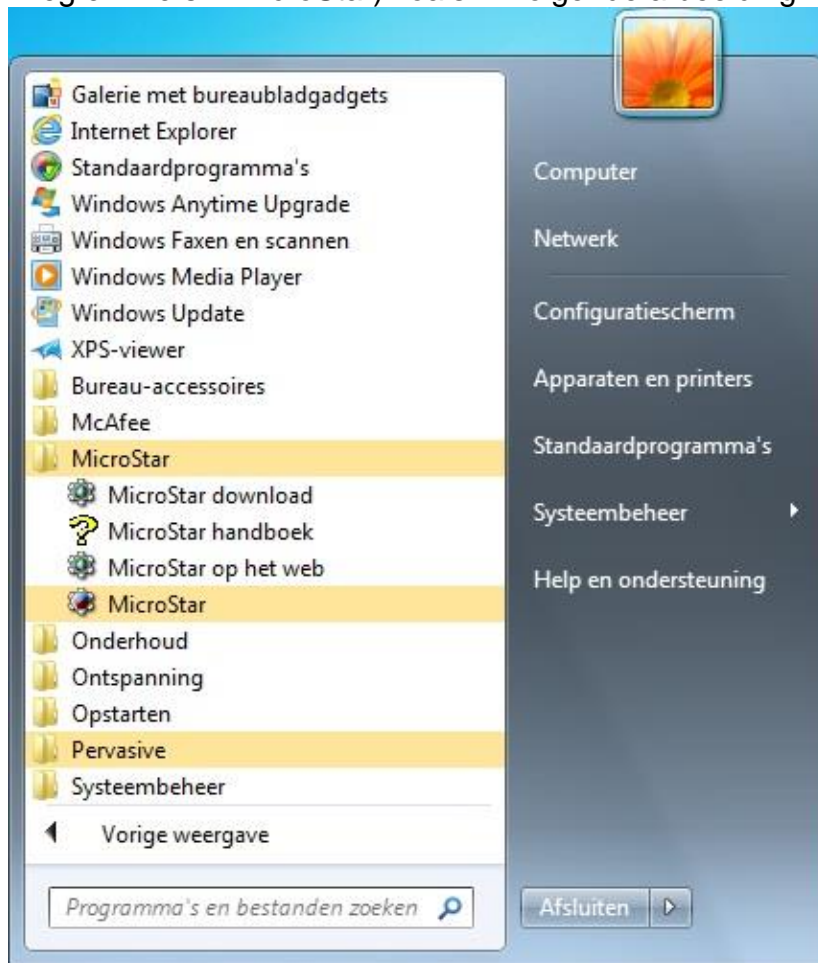 Galerie met bureaubladgadgets
Internet Explorer
Standaardprogramma's
Windows Anytime Upgrade
Windows Faxen en scannen
Windows Media Player
Windows Update
XPS-viewer
Bureau-accessoires
McAfee
MicroStar
MicroStar download
MicroStar handboek
MicroStar op het web
MicroStar
Onderhoud
Ontspanning
Opstarten
Pervasive
Systeembeheer
Vorige weergave
Programma's en bestanden zoeken
Computer
Netwerk
Configuratiescherm
Apparaten en printers
Standaardprogramma's
Systeembeheer
Help en ondersteuning
Afsluiten